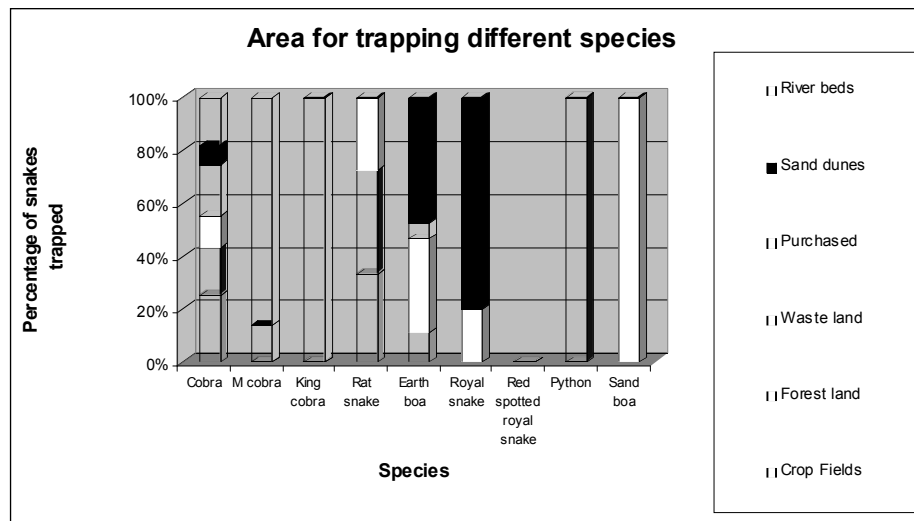 Area for trapping different species
Percentage of snakes
trapped
100%
80%
60%
40%
20%
0%
Cobra
M cobra
King
cobra
Rat
snake
Earth
boa
Royal
snake
Red
spotted
royal
snake
Python
Sand
boa
Species
River beds
Sand dunes
Purchased
Waste land
Forest land
Crop Fields